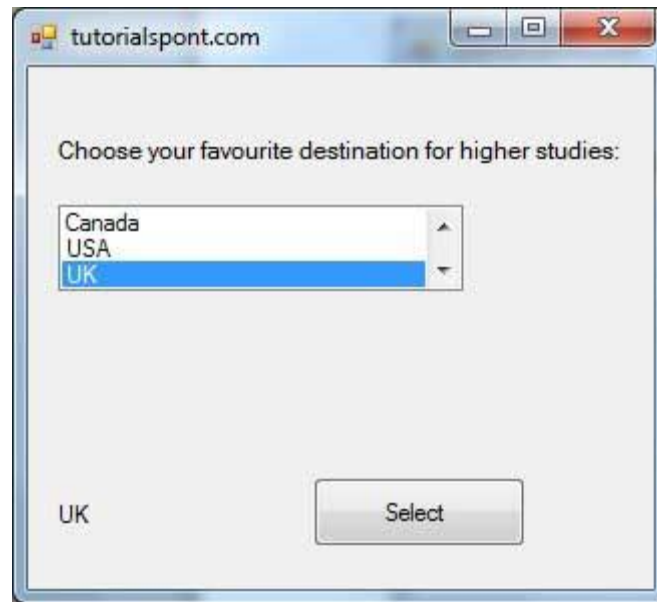 tutorialspont.com
Choose your favourite destination for higher studies:
Canada
USA
UK
UK
Select